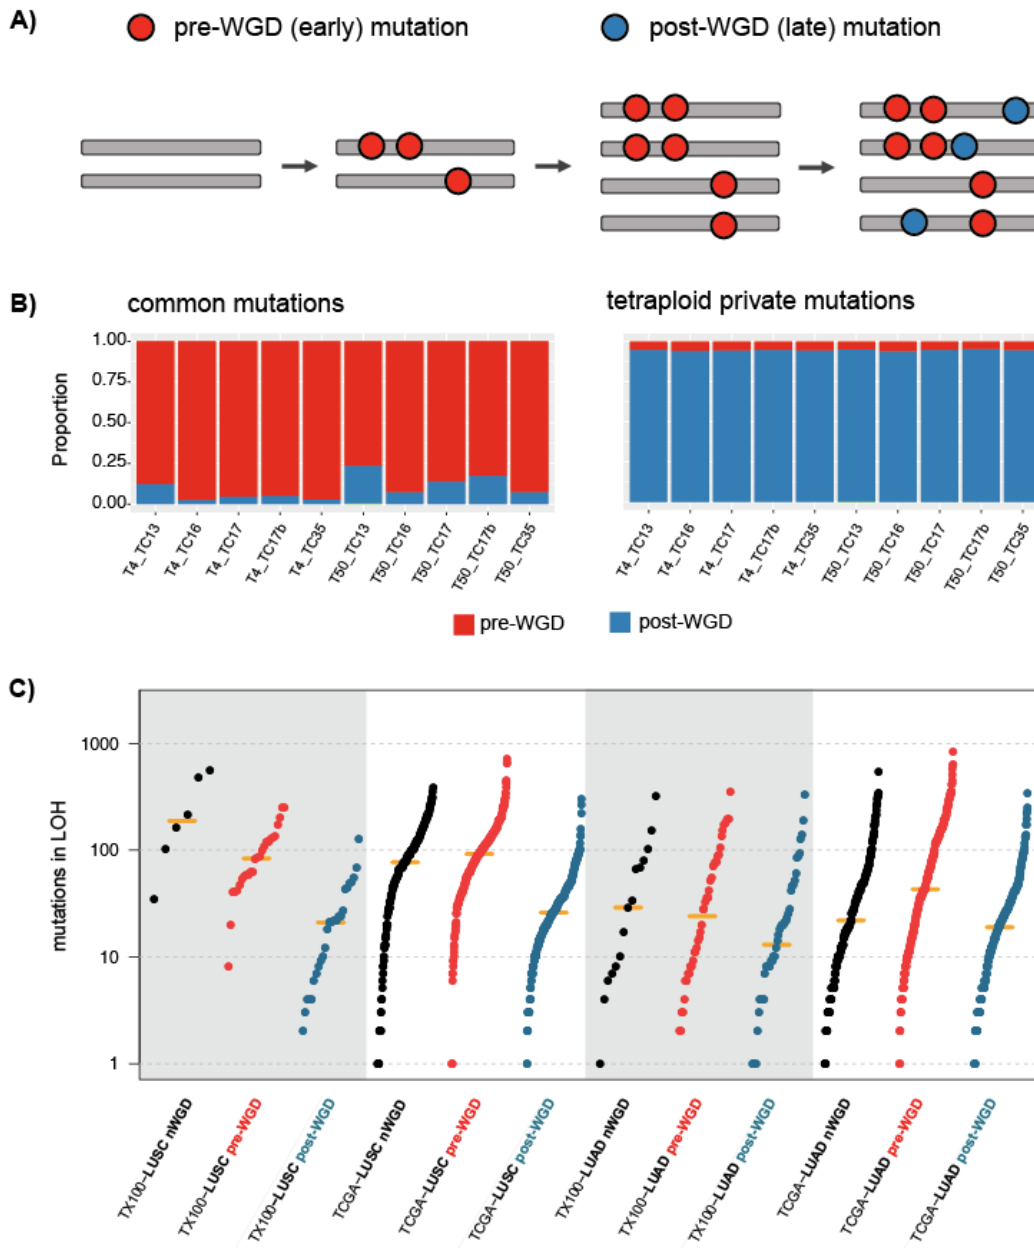 A)
pre-WGD (early) mutation
post-WGD (late) mutation
B)
common mutations
tetraploid private mutations
Proportion
1.00
0.75
0.50
0.25
0.00
T4_TC13
T4_TC16
T4_TC17
T4_TC17b
T4_TC35
T50_TC13
T50_TC16
T50_TC17
T50_TC17b
T50_TC35
T4_TC13
T4_TC16
T4_TC17
T4_TC17b
T4_TC35
T50_TC13
T50_TC16
T50_TC17
T50_TC17b
T50_TC35
pre-WGD
post-WGD
C)
mutations in LOH
1000
100
10
1
TX100-LUSC nWGD
TX100-LUSC pre-WGD
TX100-LUSC post-WGD
TCGA-LUSC nWGD
TCGA-LUSC pre-WGD
TCGA-LUSC post-WGD
TX100-LUAD nWGD
TX100-LUAD pre-WGD
TX100-LUAD post-WGD
TCGA-LUAD nWGD
TCGA-LUAD pre-WGD
TCGA-LUAD post-WGD